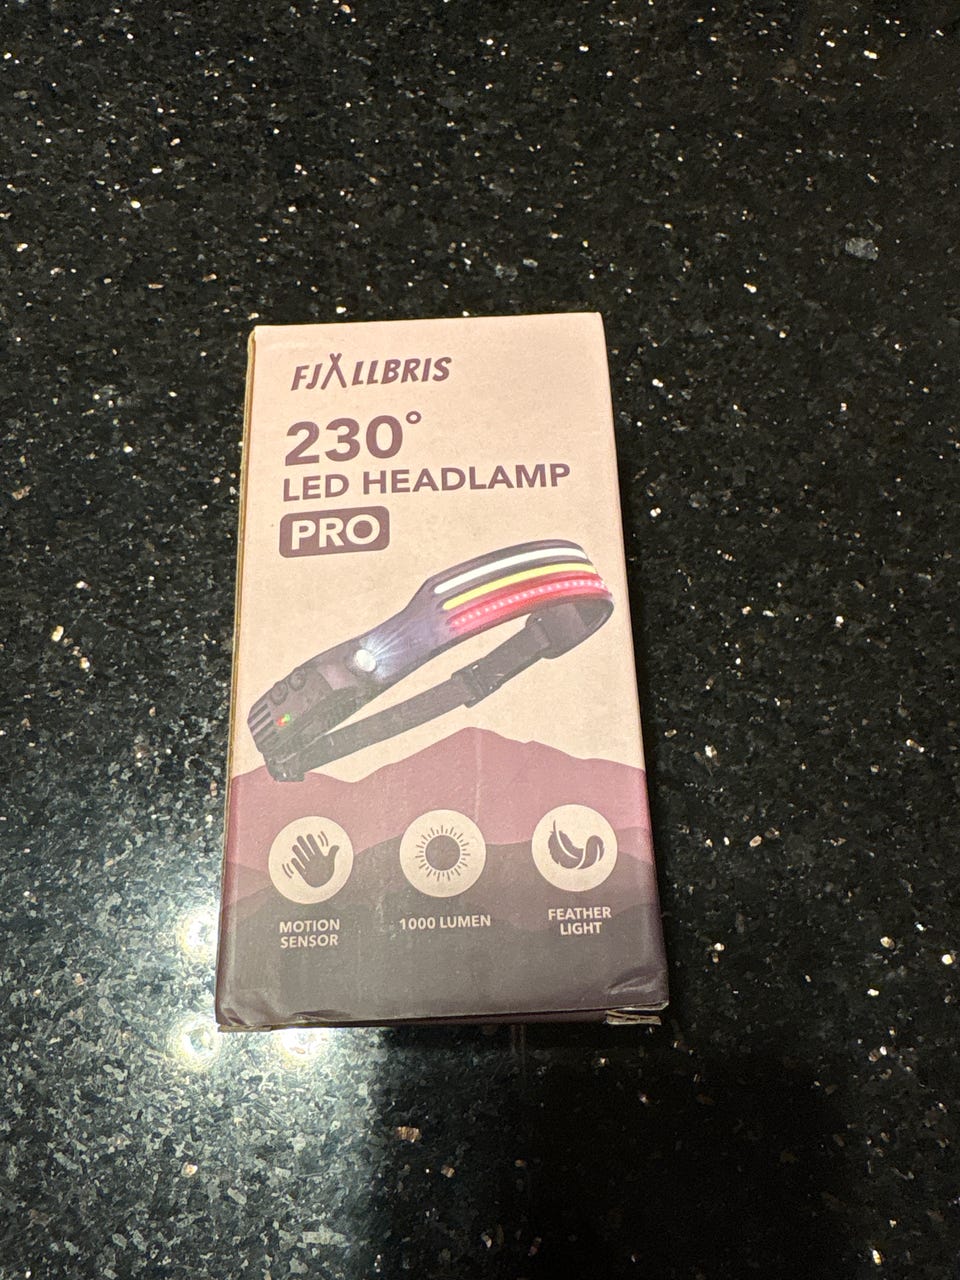 FJÄLLBRIS
230°
LED HEADLAMP
PRO
MOTION
SENSOR
1000 LUMEN
FEATHER
LIGHT